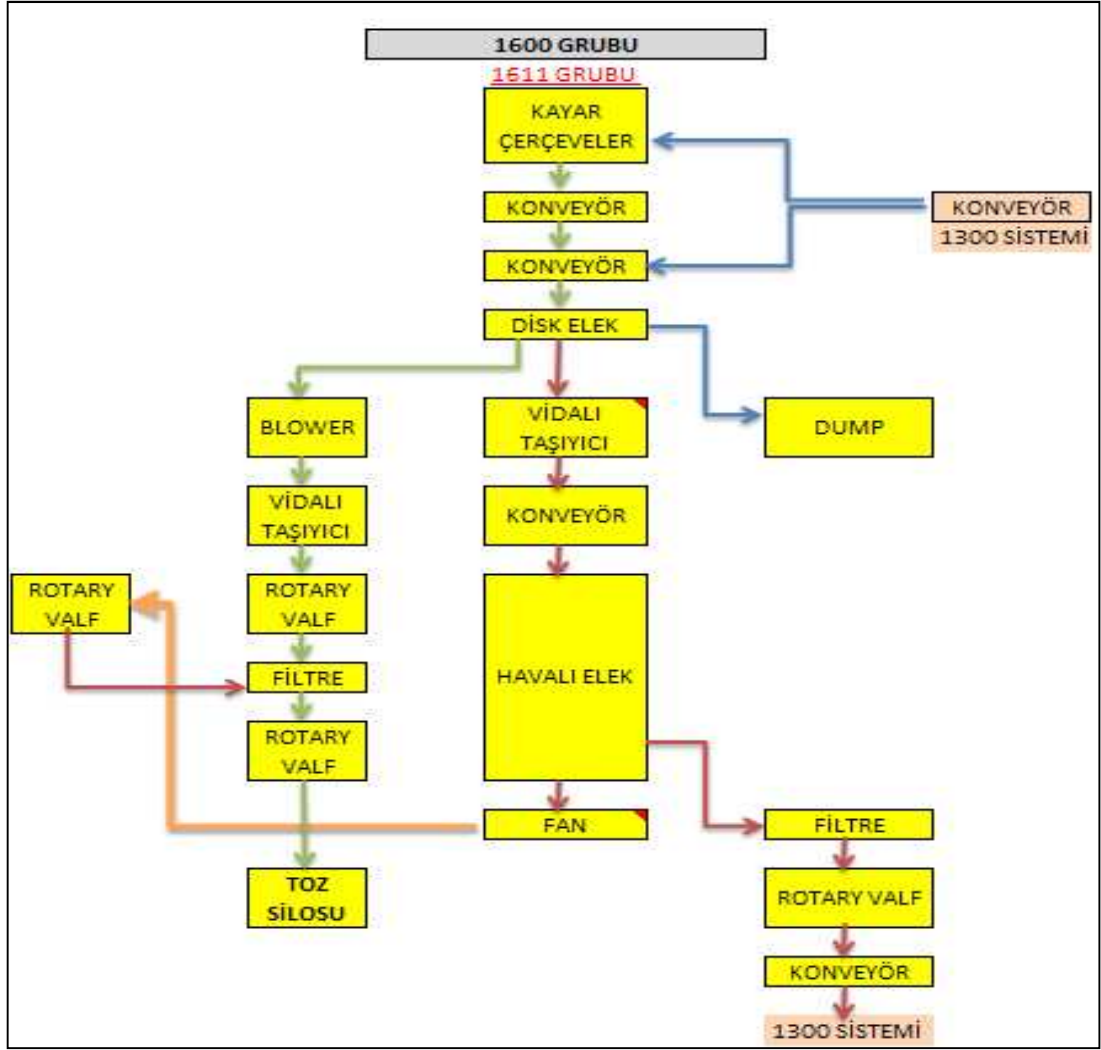 1600 GRUBU
1611 GRUBU
KAYAR
ÇERÇEVELER
KONVEYÖR
KONVEYÖR
1300 SİSTEMİ
KONVEYÖR
DİSK ELEK
BLOWER
VİDALI
TAŞIYICI
DUMP
VİDALI
TAŞIYICI
KONVEYÖR
ROTARY
VALF
ROTARY
VALF
HAVALI ELEK
FİLTRE
ROTARY
VALF
FAN
FİLTRE
TOZ
SİLOSU
ROTARY VALF
KONVEYÖR
1300 SİSTEMİ